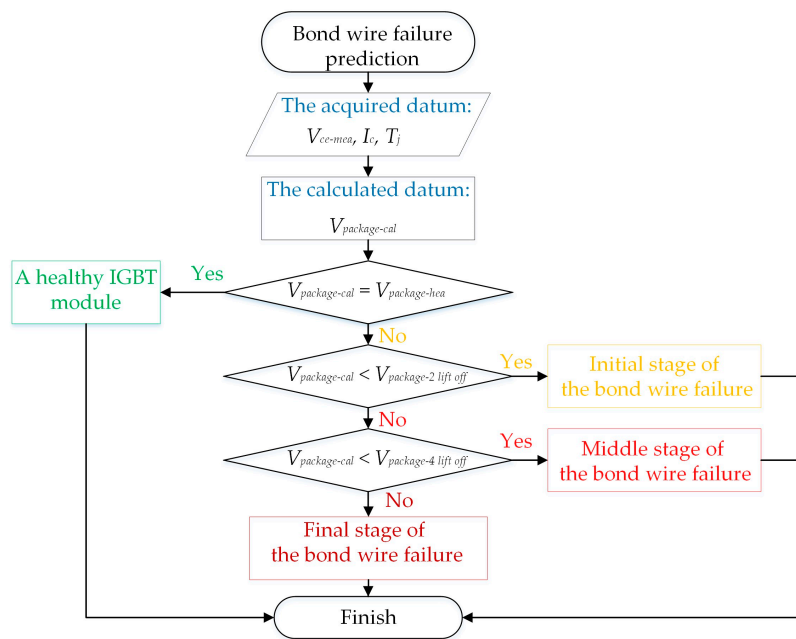 Bond wire failure
prediction
The acquired datum:
Vce-mea, Ic, Tj
The calculated datum:
Vpackage-cal
A healthy IGBT
module
Yes
Vpackage-cal = Vpackage-hea
No
Vpackage-cal < Vpackage-2 lift off
Yes
Initial stage of
the bond wire failure
No
Vpackage-cal < Vpackage-4 lift off
Yes
Middle stage of
the bond wire failure
No
Final stage of
the bond wire failure
Finish